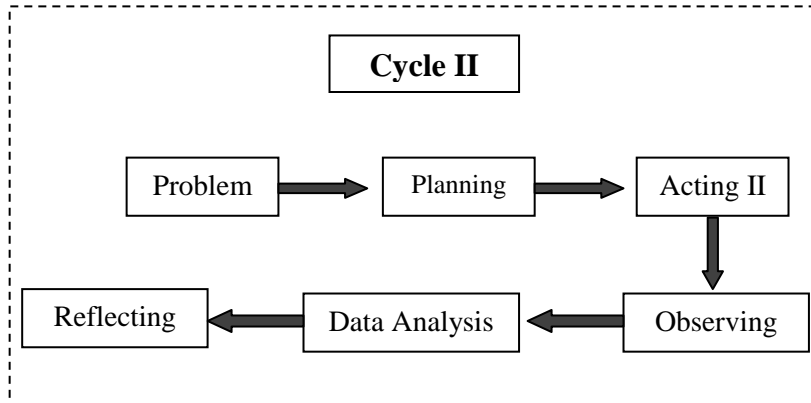 Cycle II
Problem
Planning
Acting II
Observing
Data Analysis
Reflecting